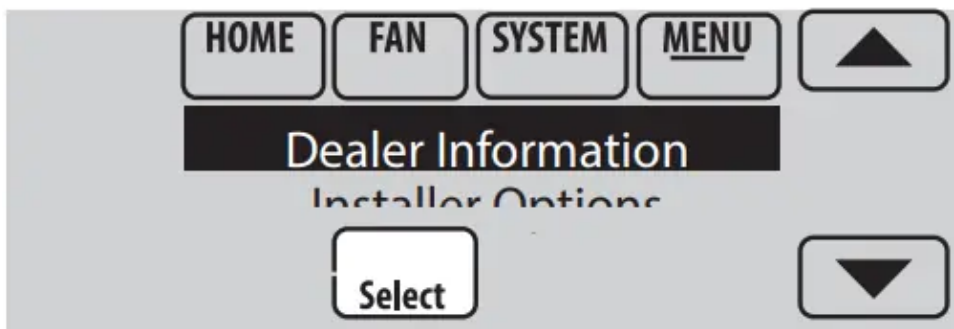 HOME FAN SYSTEM MENU
Dealer Information
Installer Options
Select